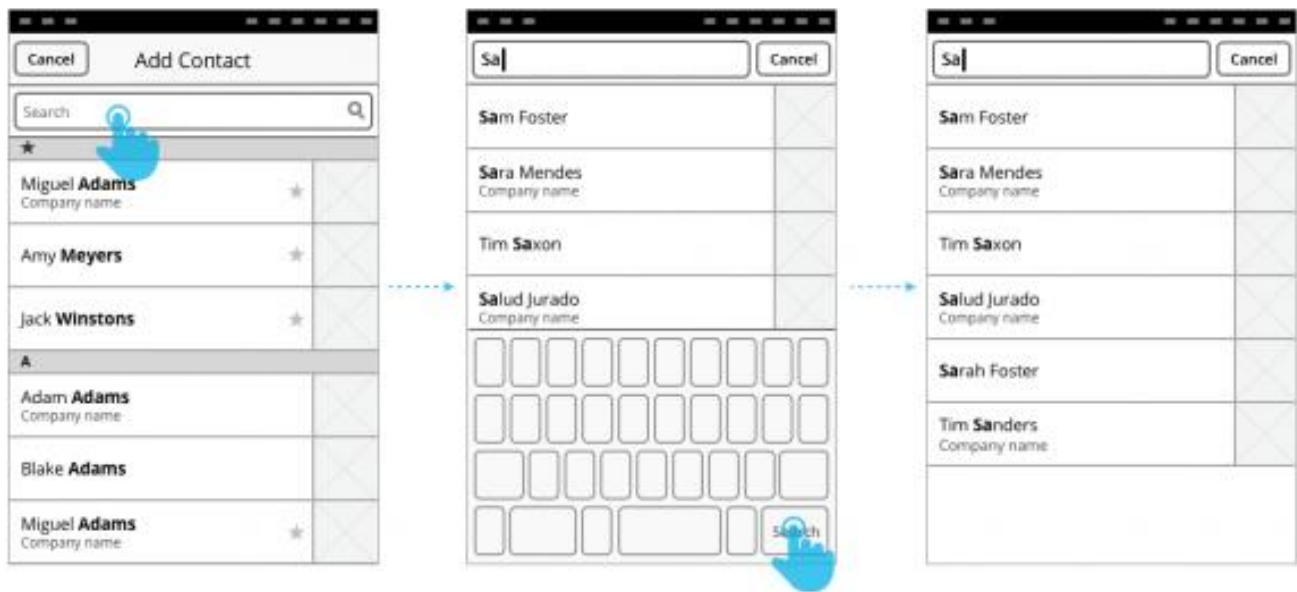 Cancel
Add Contact
Search
Miguel Adams
Company name
Amy Meyers
Jack Winstons
A
Adam Adams
Company name
Blake Adams
Miguel Adams
Company name
Sa
Cancel
Sam Foster
Sara Mendes
Company name
Tim Saxon
Salud Jurado
Company name
Search
Sa
Cancel
Sam Foster
Sara Mendes
Company name
Tim Saxon
Salud Jurado
Company name
Sarah Foster
Tim Sanders
Company name